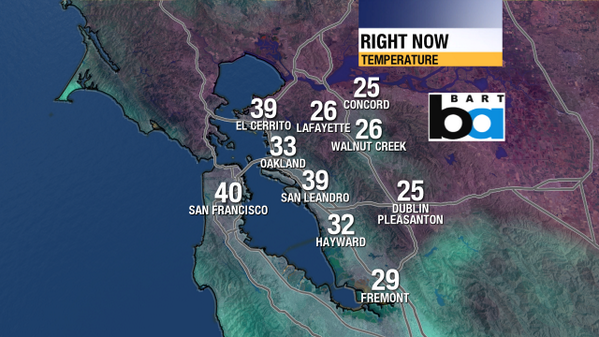 RIGHT NOW
TEMPERATURE
BART
ba
25
CONCORD
39
EL CERRITO
26
LAFAYETTE
26
WALNUT CREEK
33
OAKLAND
39
SAN LEANDRO
40
SAN FRANCISCO
25
DUBLIN
PLEASANTON
32
HAYWARD
29
FREMONT